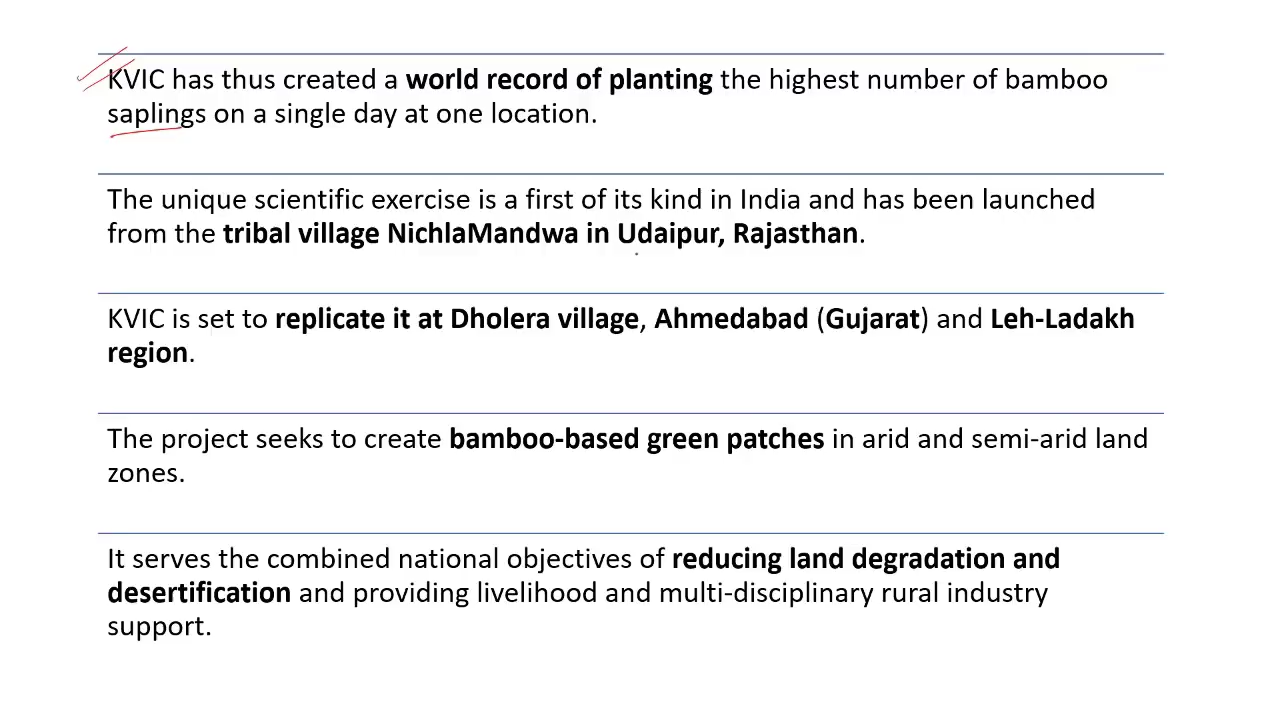 KVIC has thus created a world record of planting the highest number of bamboo
saplings on a single day at one location.
The unique scientific exercise is a first of its kind in India and has been launched
from the tribal village NichlaMandwa in Udaipur, Rajasthan.
KVIC is set to replicate it at Dholera village, Ahmedabad (Gujarat) and Leh-Ladakh
region.
The project seeks to create bamboo-based green patches in arid and semi-arid land
zones.
It serves the combined national objectives of reducing land degradation and
desertification and providing livelihood and multi-disciplinary rural industry
support.